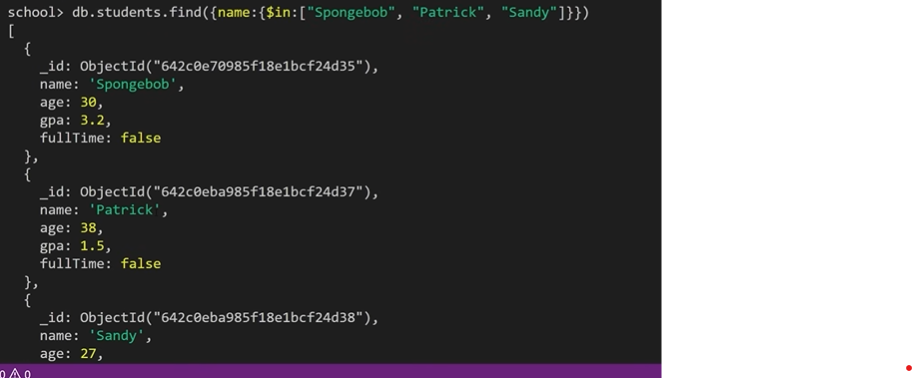 school> db.students.find({name:{$in:["Spongebob", "Patrick", "Sandy"]}})
[
  {
    _id: ObjectId("642c0e70985f18e1bcf24d35"),
    name: 'Spongebob',
    age: 30,
    gpa: 3.2,
    fullTime: false
  },
  {
    _id: ObjectId("642c0eba985f18e1bcf24d37"),
    name: 'Patrick',
    age: 38,
    gpa: 1.5,
    fullTime: false
  },
  {
    _id: ObjectId("642c0eba985f18e1bcf24d38"),
    name: 'Sandy',
    age: 27,
0 0